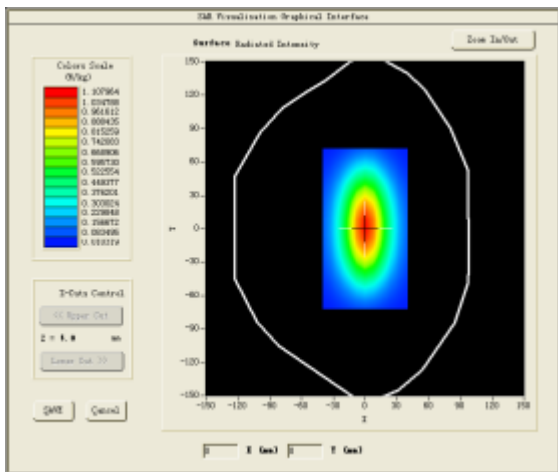 SAR Visualisation Graphical Interface
Surface Radiated Intensity
Zoom In/Out
Colors Scale
(W/kg)
1.107964
1.034788
0.961612
0.888435
0.815259
0.742083
0.668906
0.595730
0.522554
0.449377
0.376201
0.303024
0.229848
0.156672
0.083495
0.010319
150
120
90
60
30
0
-30
-60
-90
-120
-150
Y
-150 -120 -90 -60 -30 0 30 60 90 120 150
X
Z-Data Control
<< Upper Cut
Z = mm
Lower Cut >>
SAVE Cancel
X (mm) Y (mm)